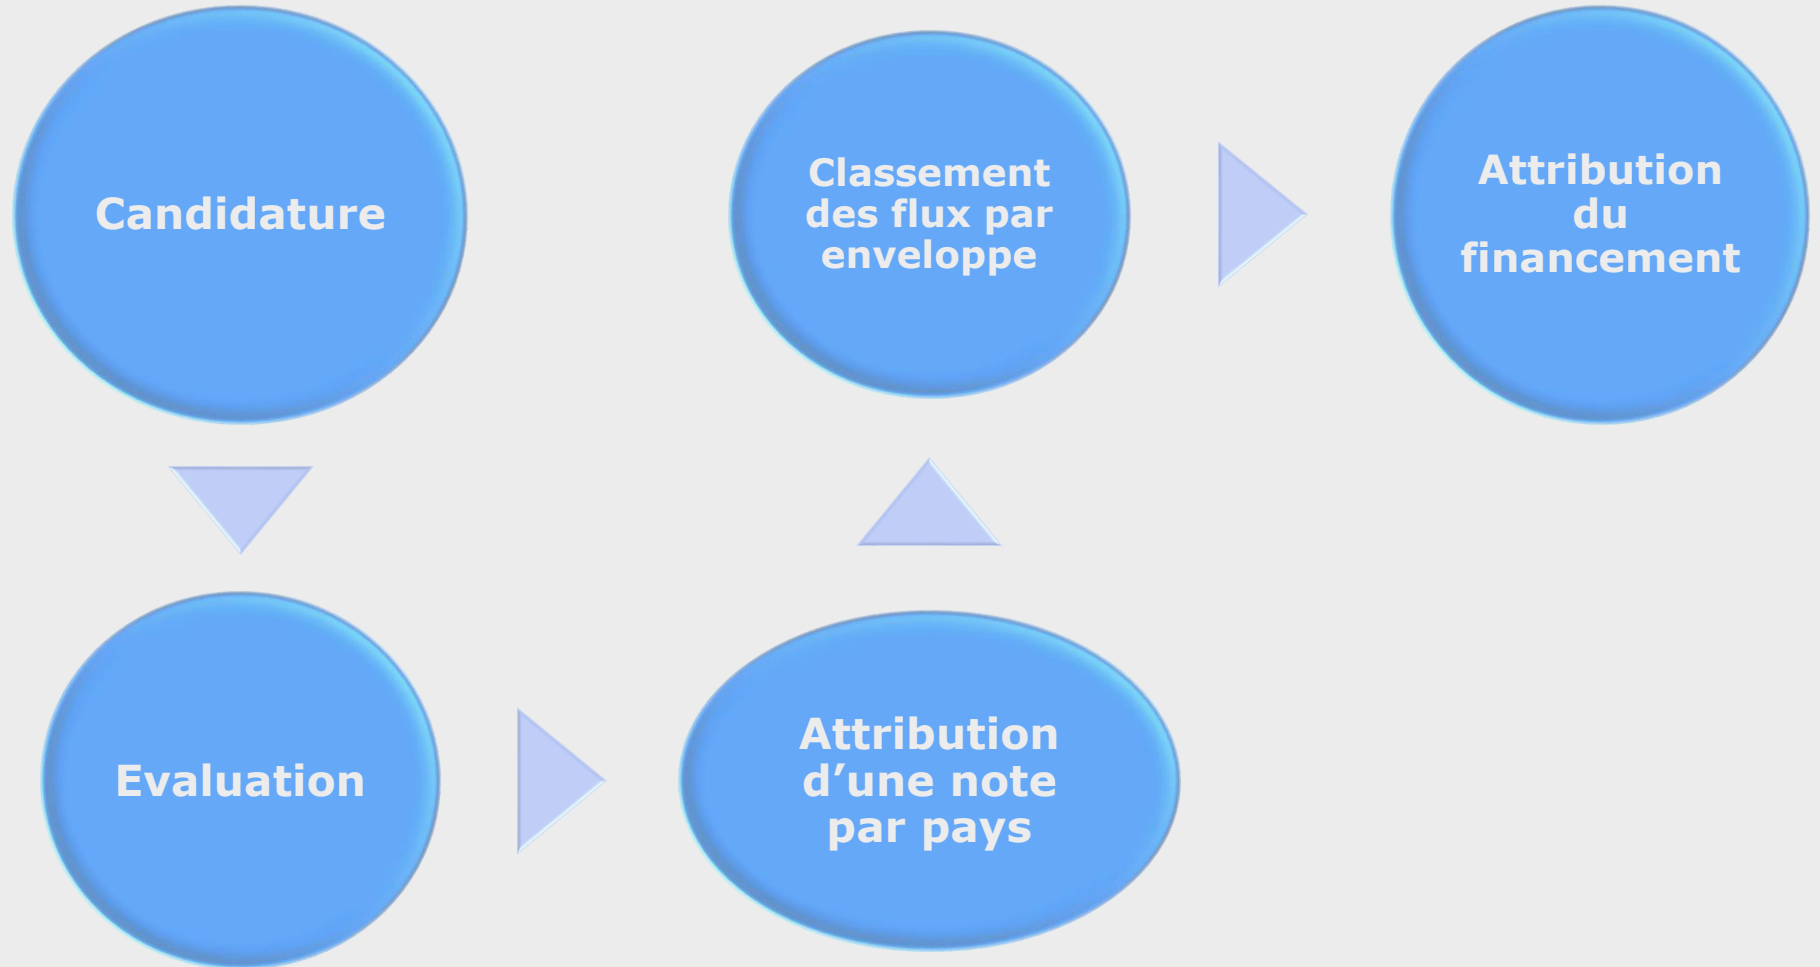 Candidature
Evaluation
Attribution
d’une note
par pays
Classement
des flux par
enveloppe
Attribution
du
financement